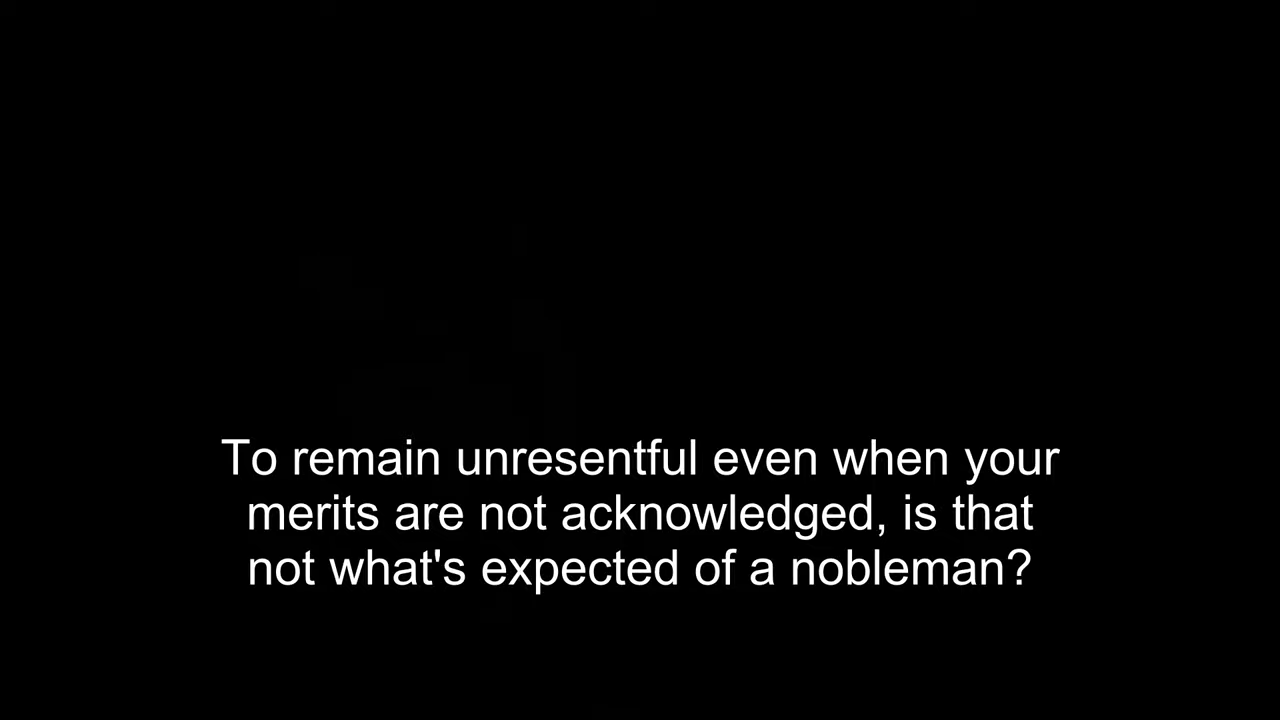 To remain unresentful even when your
merits are not acknowledged, is that
not what's expected of a nobleman?